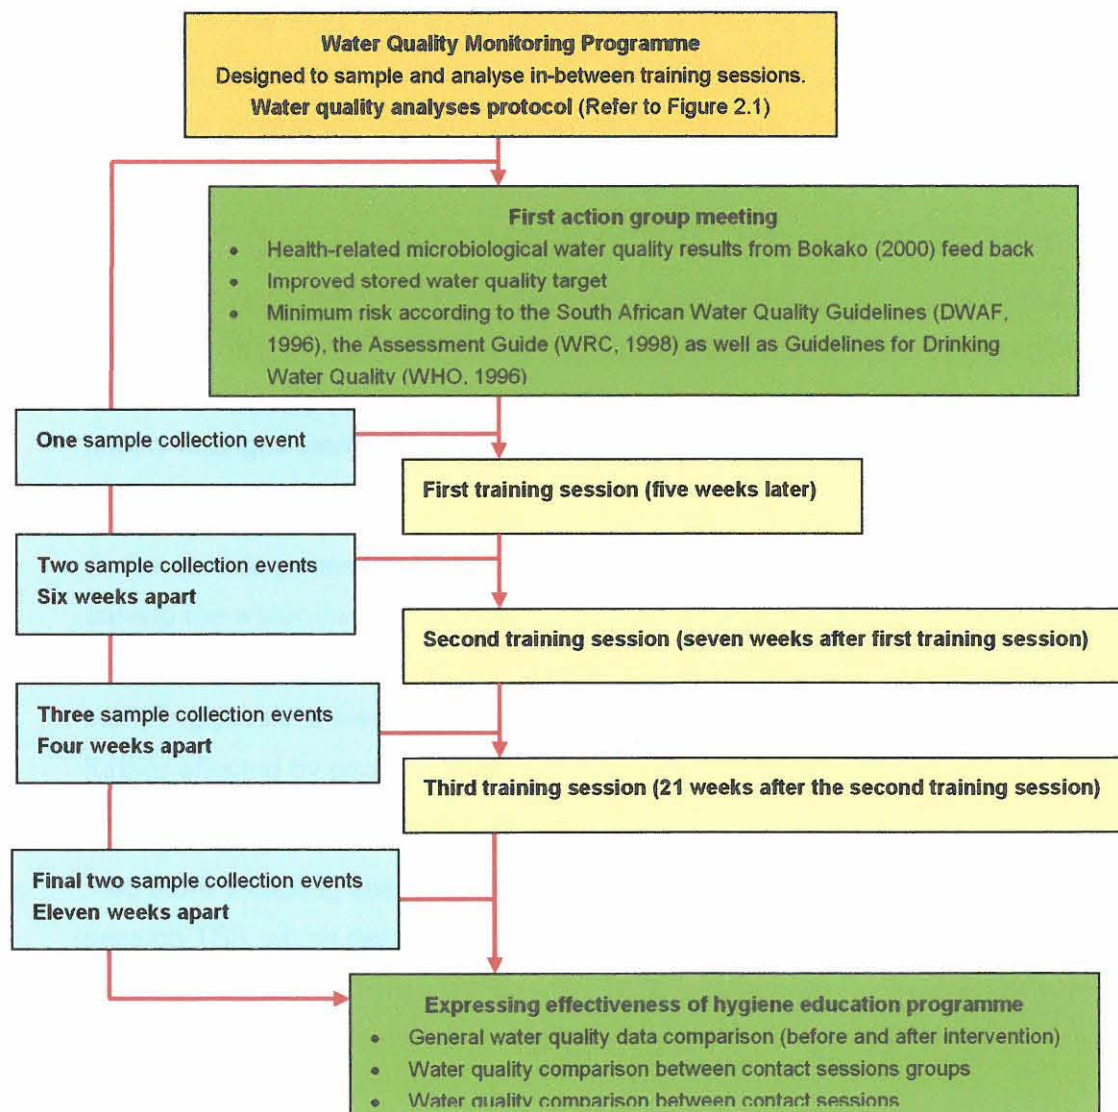 Water Quality Monitoring Programme
Designed to sample and analyse in-between training sessions.
Water quality analyses protocol (Refer to Figure 2.1)
First action group meeting
• Health-related microbiological water quality results from Bokako (2000) feed back
• Improved stored water quality target
• Minimum risk according to the South African Water Quality Guidelines (DWAF,
1996), the Assessment Guide (WRC, 1998) as well as Guidelines for Drinking
Water Quality (WHO, 1996)
One sample collection event
First training session (five weeks later)
Two sample collection events
Six weeks apart
Second training session (seven weeks after first training session)
Three sample collection events
Four weeks apart
Third training session (21 weeks after the second training session)
Final two sample collection events
Eleven weeks apart
Expressing effectiveness of hygiene education programme
• General water quality data comparison (before and after intervention)
• Water quality comparison between contact sessions groups
• Water quality comparison between contact sessions